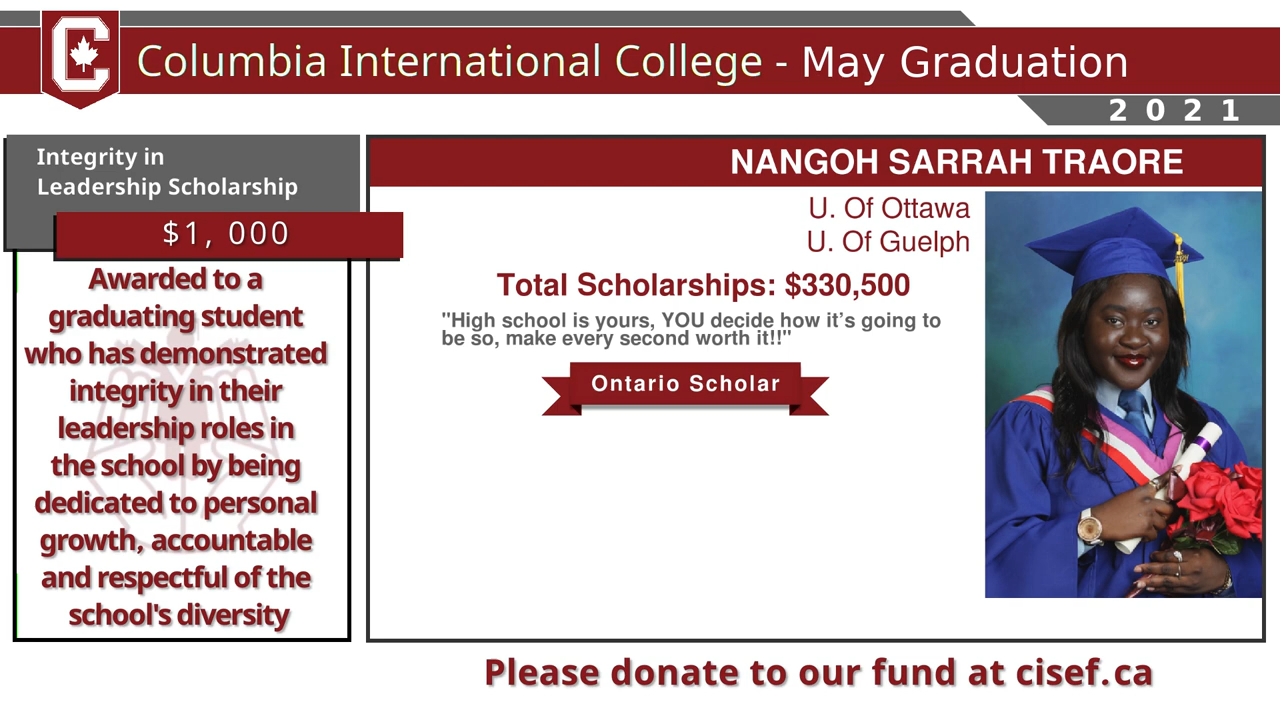 C
Columbia International College - May Graduation
2021
Integrity in
Leadership Scholarship
$1, 000
Awarded to a
graduating student
who has demonstrated
integrity in their
leadership roles in
the school by being
dedicated to personal
growth, accountable
and respectful of the
school's diversity
NANGOH SARRAH TRAORE
U. Of Ottawa
U. Of Guelph
Total Scholarships: $330,500
"High school is yours, YOU decide how it’s going to
be so, make every second worth it!!"
Ontario Scholar
Please donate to our fund at cisef.ca